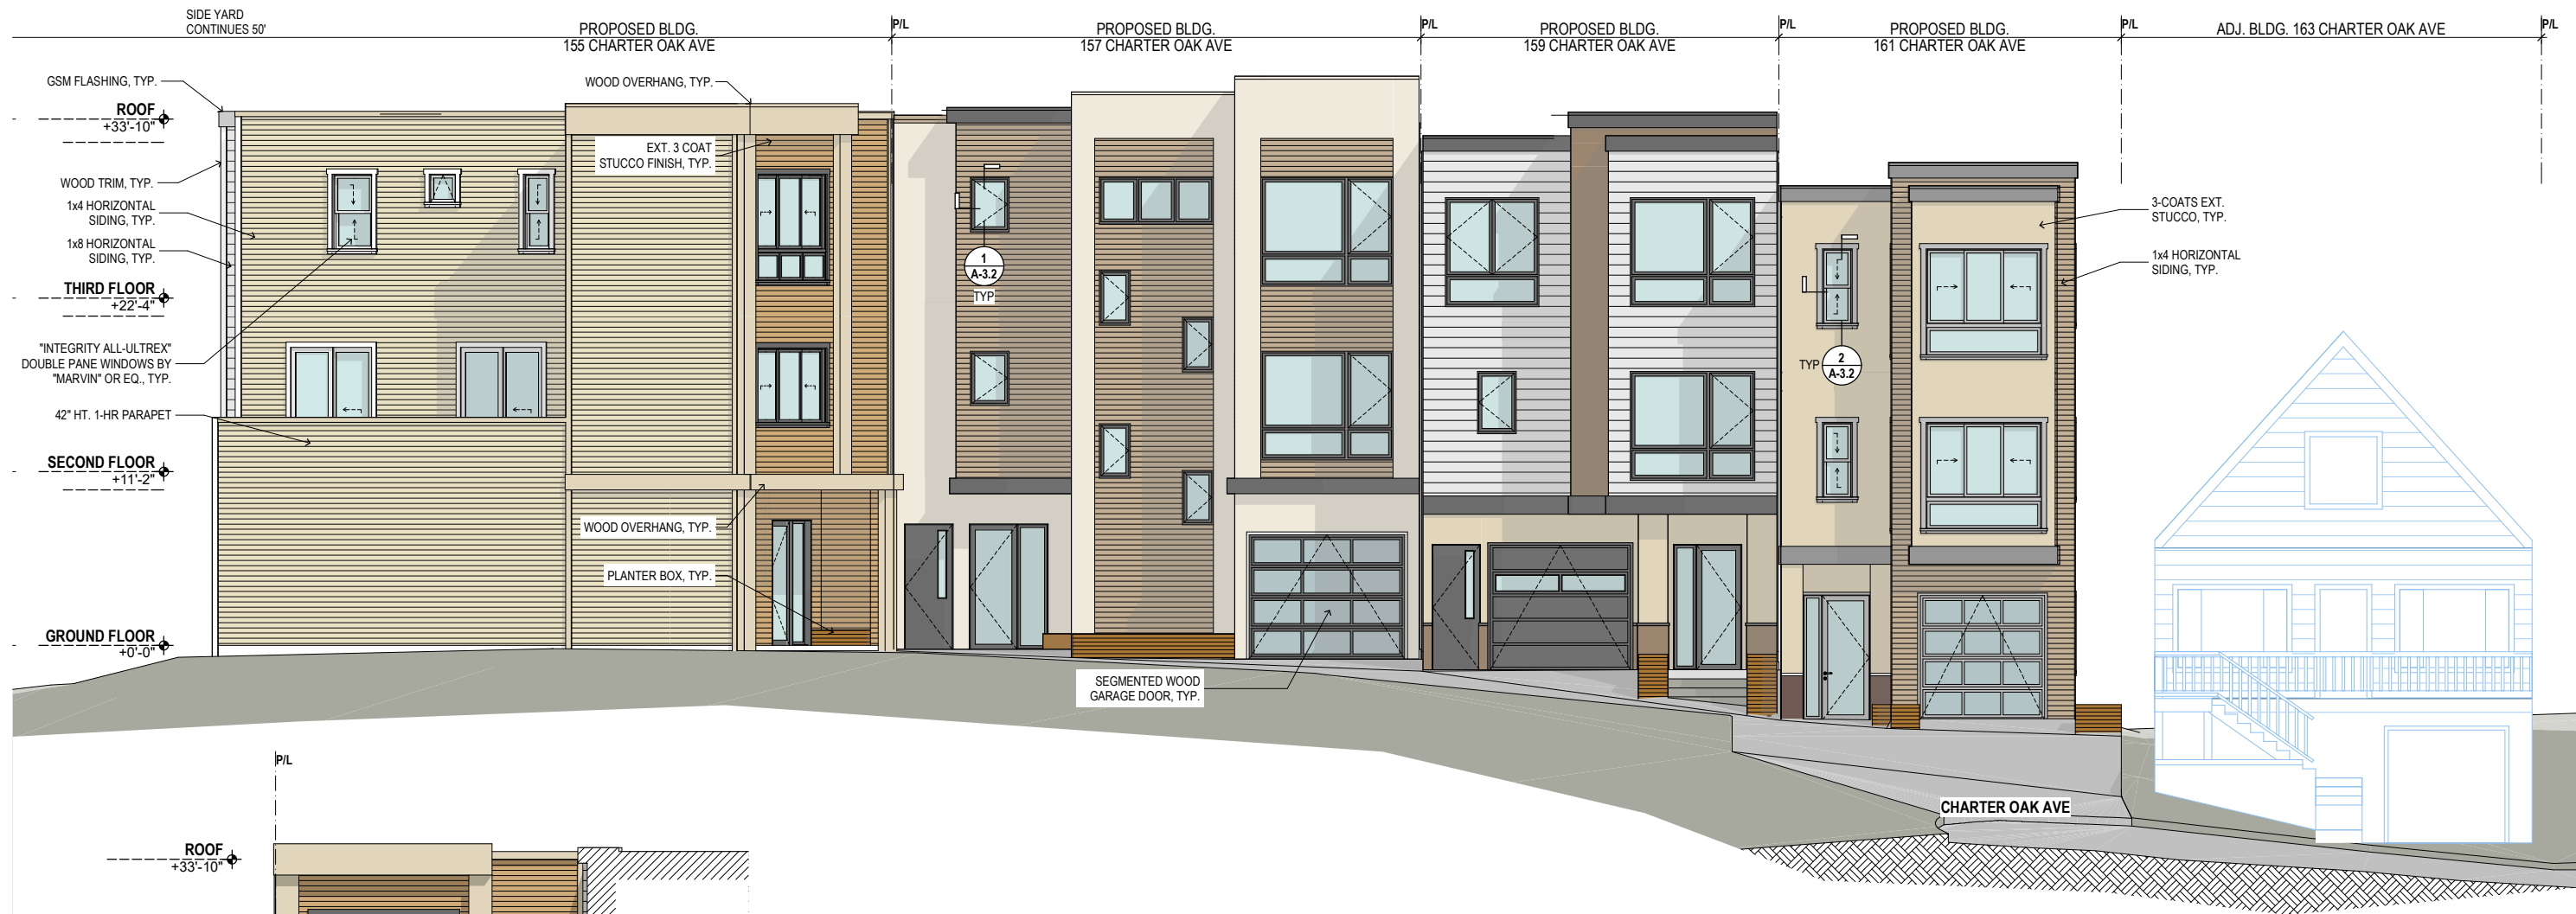 SIDE YARD
CONTINUES 50'
PROPOSED BLDG.
155 CHARTER OAK AVE
P/L
PROPOSED BLDG.
157 CHARTER OAK AVE
P/L
PROPOSED BLDG.
159 CHARTER OAK AVE
P/L
PROPOSED BLDG.
161 CHARTER OAK AVE
P/L
ADJ. BLDG. 163 CHARTER OAK AVE
P/L
GSM FLASHING, TYP.
ROOF
+33'-10"
WOOD TRIM, TYP.
1x4 HORIZONTAL
SIDING, TYP.
1x8 HORIZONTAL
SIDING, TYP.
THIRD FLOOR
+22'-4"
"INTEGRITY ALL-ULTREX"
DOUBLE PANE WINDOWS BY
"MARVIN" OR EQ., TYP.
42" HT. 1-HR PARAPET
SECOND FLOOR
+11'-2"
GROUND FLOOR
+0'-0"
WOOD OVERHANG, TYP.
EXT. 3 COAT
STUCCO FINISH, TYP.
WOOD OVERHANG, TYP.
PLANTER BOX, TYP.
1
A-3.2
TYP
SEGMENTED WOOD
GARAGE DOOR, TYP.
TYP
2
A-3.2
3-COATS EXT.
STUCCO, TYP.
1x4 HORIZONTAL
SIDING, TYP.
CHARTER OAK AVE
P/L
ROOF
+33'-10"